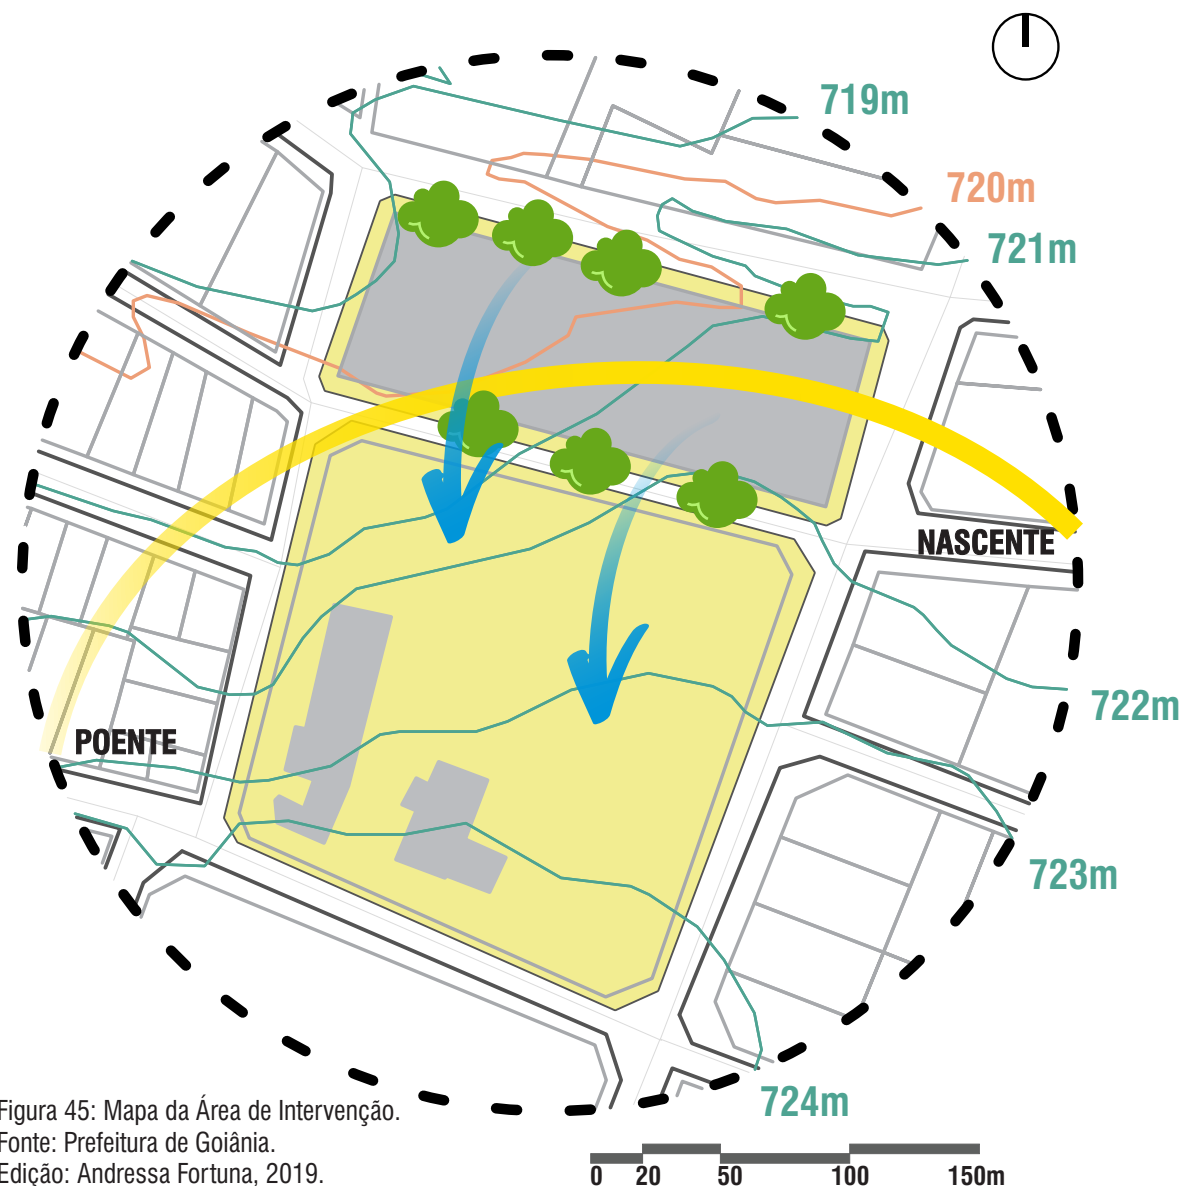 719m
720m
721m
NASCENTE
722m
POENTE
723m
724m
Figura 45: Mapa da Área de Intervenção.
Fonte: Prefeitura de Goiânia.
Edição: Andressa Fortuna, 2019.
0 20 50 100 150m